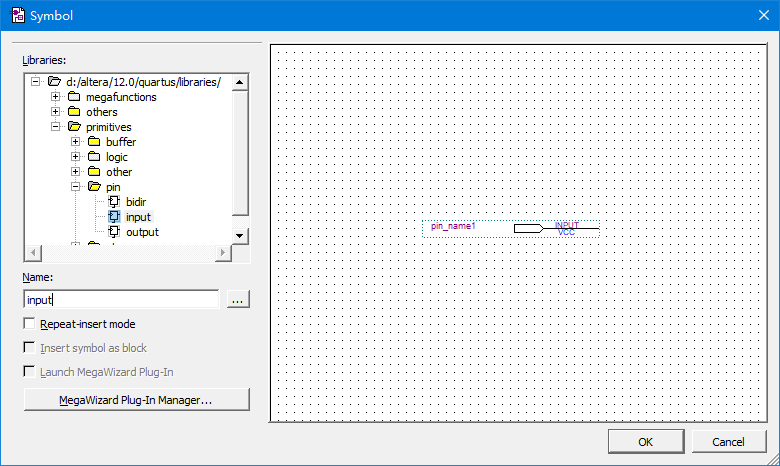 Symbol
Libraries:
d:/altera/12.0/quartus/libraries/
megafunctions
others
primitives
buffer
logic
other
pin
bidir
input
output
Name:
input
...
Repeat-insert mode
Insert symbol as block
Launch MegaWizard Plug-In
MegaWizard Plug-In Manager...
pin_name1
INPUT
VCC
OK
Cancel